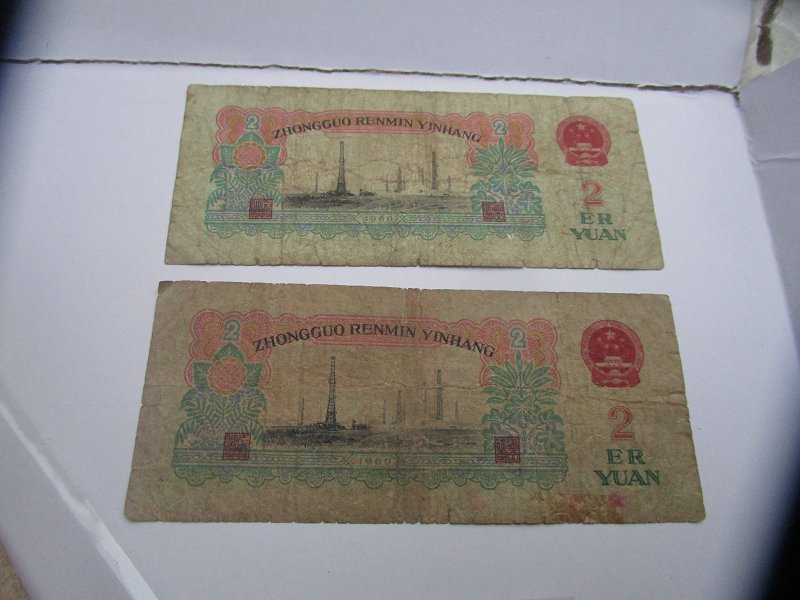 2 ZHONGGUO RENMIN YINHANG 2
2
ER
YUAN
1960
2 ZHONGGUO RENMIN YINHANG 2
2
ER
YUAN
1960